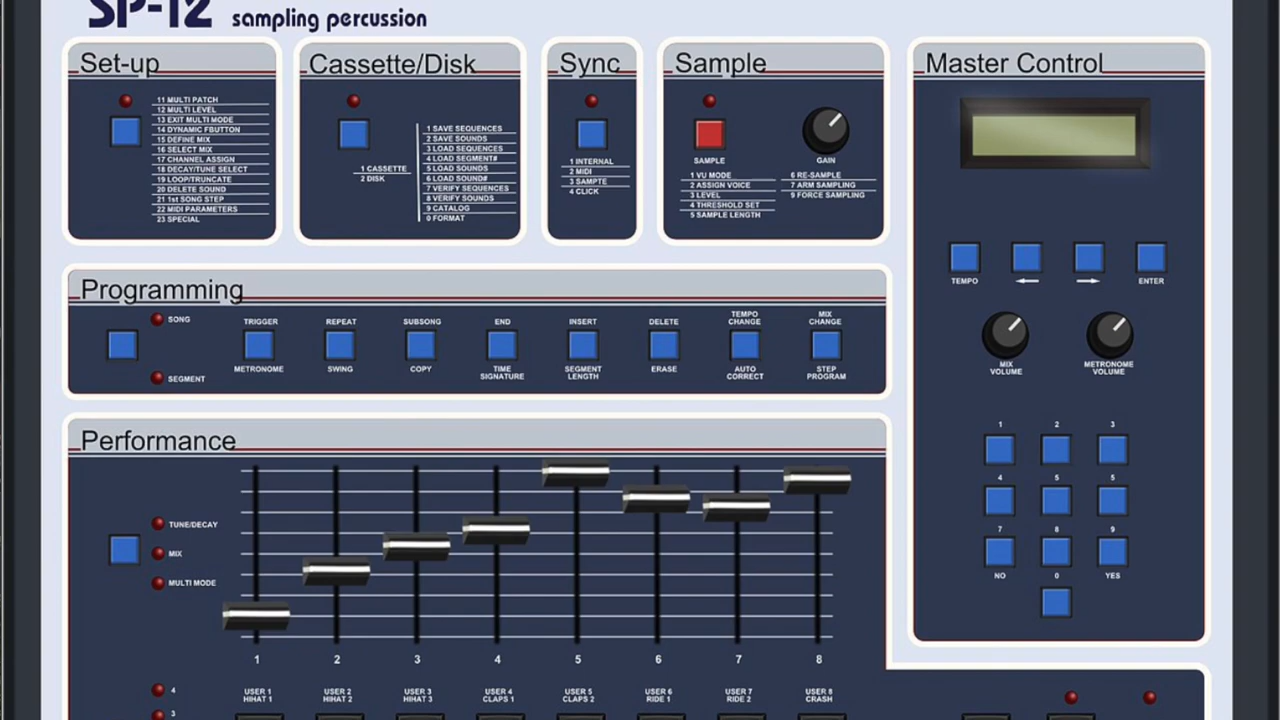 SP-12 sampling percussion
Set-up
11 MULTI PATCH
12 MULTI LEVEL
13 EXIT MULTI MODE
14 DYNAMIC FBUTTON
15 DEFINE MIX
16 SELECT MIX
17 CHANNEL ASSIGN
18 DECAY/TUNE SELECT
19 LOOP/TRUNCATE
20 DELETE SOUND
21 1st SONG STEP
22 MIDI PARAMETERS
23 SPECIAL
Cassette/Disk
1 CASSETTE
2 DISK
1 SAVE SEQUENCES
2 SAVE SOUNDS
3 LOAD SEQUENCES
4 LOAD SEGMENT#
5 LOAD SOUNDS
6 LOAD SOUND#
7 VERIFY SEQUENCES
8 VERIFY SOUNDS
9 CATALOG
0 FORMAT
Sync
1 INTERNAL
2 MIDI
3 SAMPTE
4 CLICK
Sample
SAMPLE
GAIN
1 VU MODE
2 ASSIGN VOICE
3 LEVEL
4 THRESHOLD SET
5 SAMPLE LENGTH
6 RE-SAMPLE
7 ARM SAMPLING
9 FORCE SAMPLING
Master Control
TEMPO
ENTER
MIX
VOLUME
METRONOME
VOLUME
1 2 3
4 5 5
7 8 9
NO 0 YES
Programming
SONG
SEGMENT
TRIGGER
METRONOME
REPEAT
SWING
SUBSONG
COPY
END
TIME
SIGNATURE
INSERT
SEGMENT
LENGTH
DELETE
ERASE
TEMPO
CHANGE
AUTO
CORRECT
MIX
CHANGE
STEP
PROGRAM
Performance
TUNE/DECAY
MIX
MULTI MODE
1 2 3 4 5 6 7 8
4
3
USER 1
HIHAT 1
USER 2
HIHAT 2
USER 3
HIHAT 3
USER 4
CLAPS 1
USER 5
CLAPS 2
USER 6
RIDE 1
USER 7
RIDE 2
USER 8
CRASH